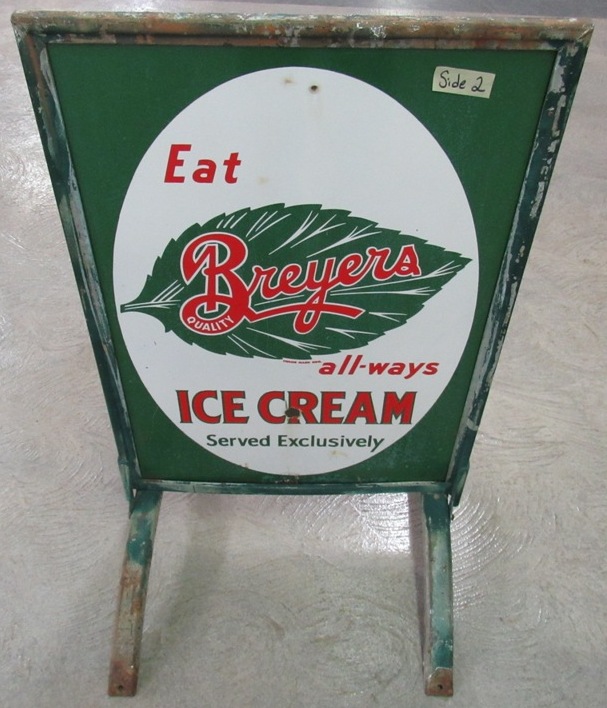 Side 2
Eat
Breyers
QUALITY
all-ways
ICE CREAM
Served Exclusively